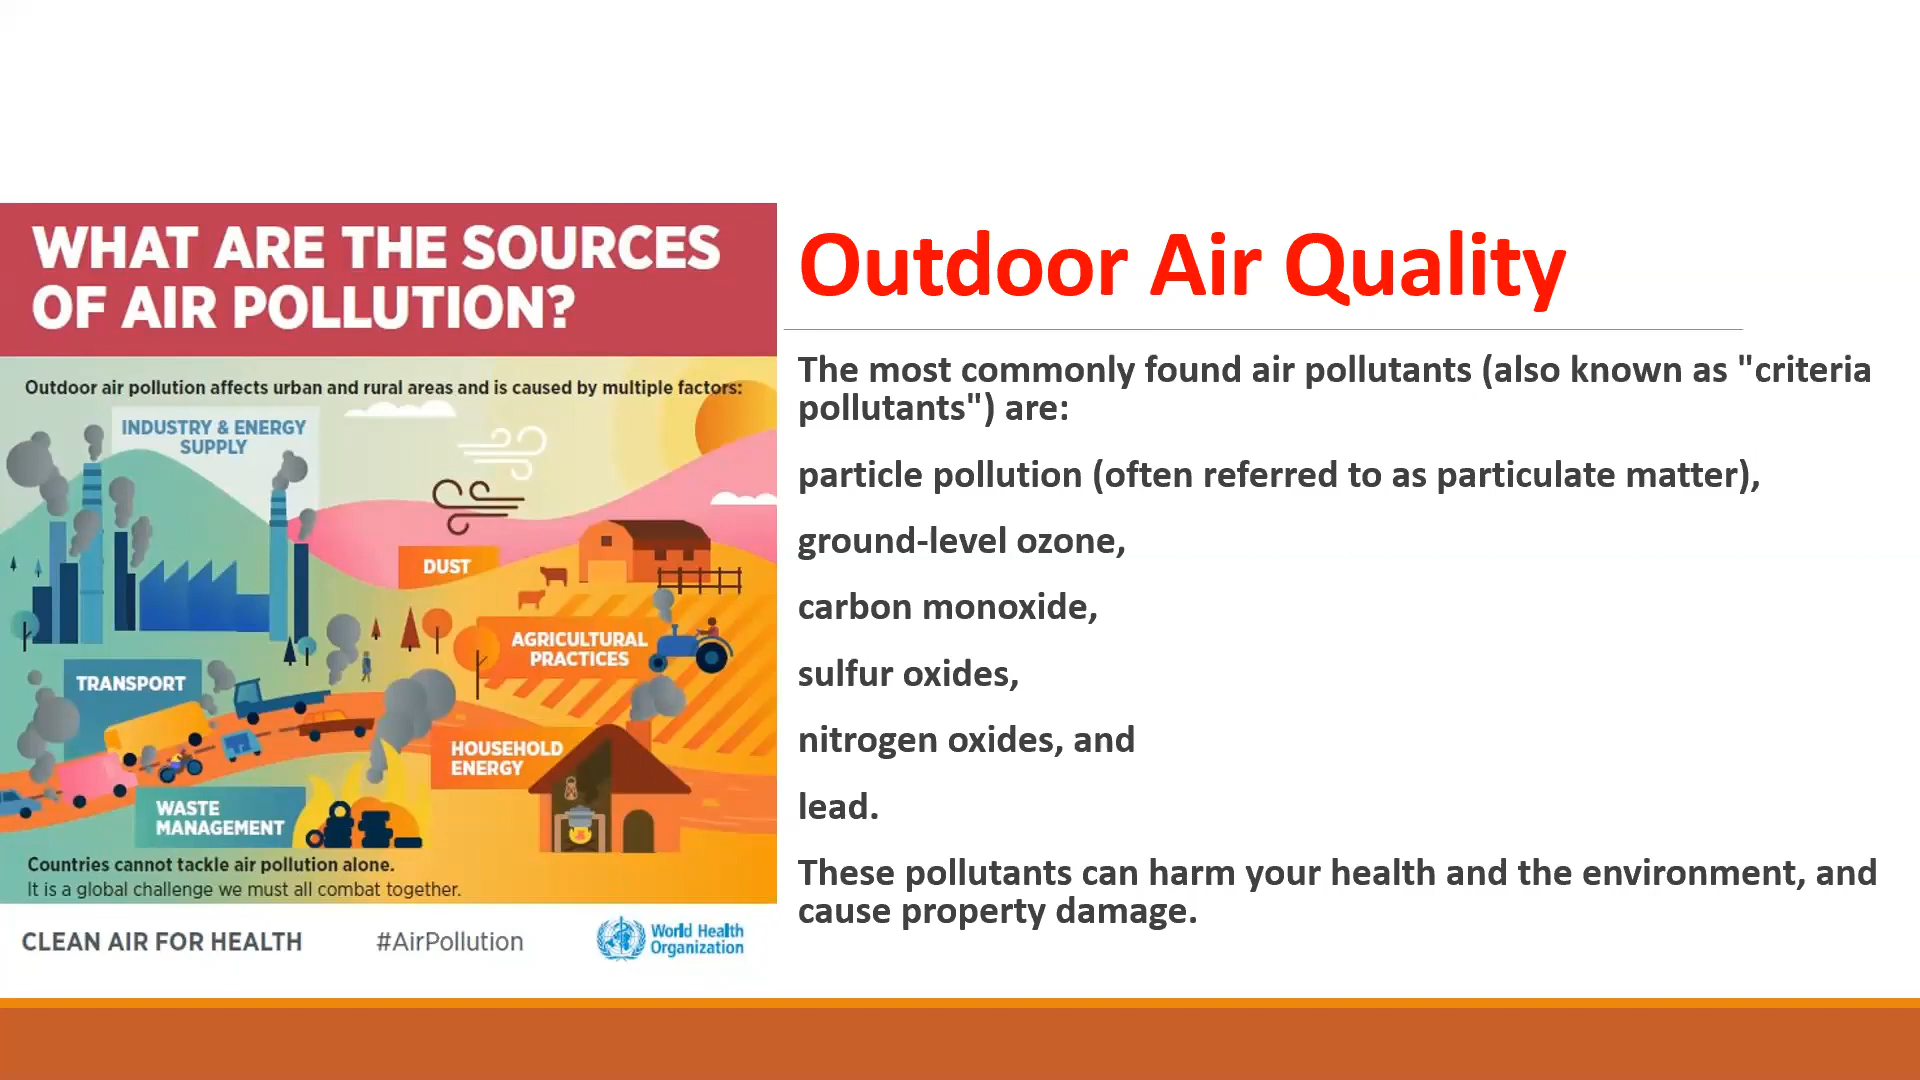 WHAT ARE THE SOURCES
OF AIR POLLUTION?
Outdoor air pollution affects urban and rural areas and is caused by multiple factors:
INDUSTRY & ENERGY
SUPPLY
DUST
AGRICULTURAL
PRACTICES
TRANSPORT
HOUSEHOLD
ENERGY
WASTE
MANAGEMENT
Countries cannot tackle air pollution alone.
It is a global challenge we must all combat together.
CLEAN AIR FOR HEALTH
#AirPollution
World Health
Organization
Outdoor Air Quality
The most commonly found air pollutants (also known as "criteria
pollutants") are:
particle pollution (often referred to as particulate matter),
ground-level ozone,
carbon monoxide,
sulfur oxides,
nitrogen oxides, and
lead.
These pollutants can harm your health and the environment, and
cause property damage.